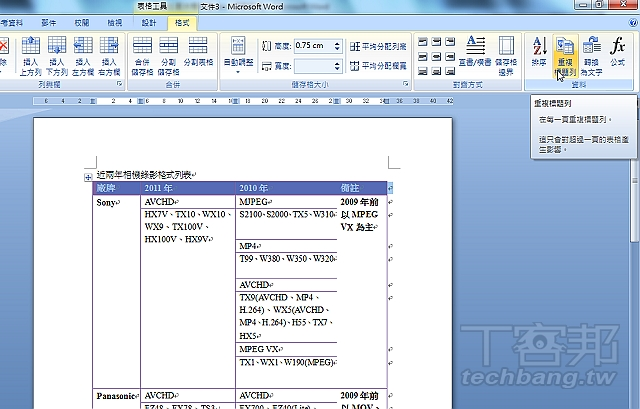 表格工具 文件3 - Microsoft Word
考資料 郵件 校閱 檢視 設計 格式
除 插入上方列 插入下方列 插入左方欄 插入右方欄 合併儲存格 分割儲存格 分割表格 自動調整 高度: 0.75 cm 平均分配列高 寬度: 平均分配欄寬 直書/橫書 儲存格邊界 排序 重複標題列 轉換為文字 公式
列與欄 合併 儲存格大小 對齊方式 資料
重複標題列
在每一頁重複標題列。
這只會對超過一頁的表格產生影響。
近兩年相機錄影格式列表
廠牌 2011 年 2010 年 備註
Sony AVCHD MJPEG 2009 年前
HX7V、TX10、WX10、 S2100、S2000、TX5、W310 以 MPEG
WX9、TX100V、 VX 為主
HX100V、HX9V
MP4
T99、W380、W350、W320
AVCHD
TX9(AVCHD、MP4、
H.264)、WX5(AVCHD、
MP4、H.264)、H55、TX7、
HX5
MPEG VX
TX1、WX1、W190(MPEG)
Panasonic AVCHD AVCHD 2009 年前
FZ48、FX78、TS3 FX700、FZ40(Lite)、 以 MOV、
T客邦
techbang.tw